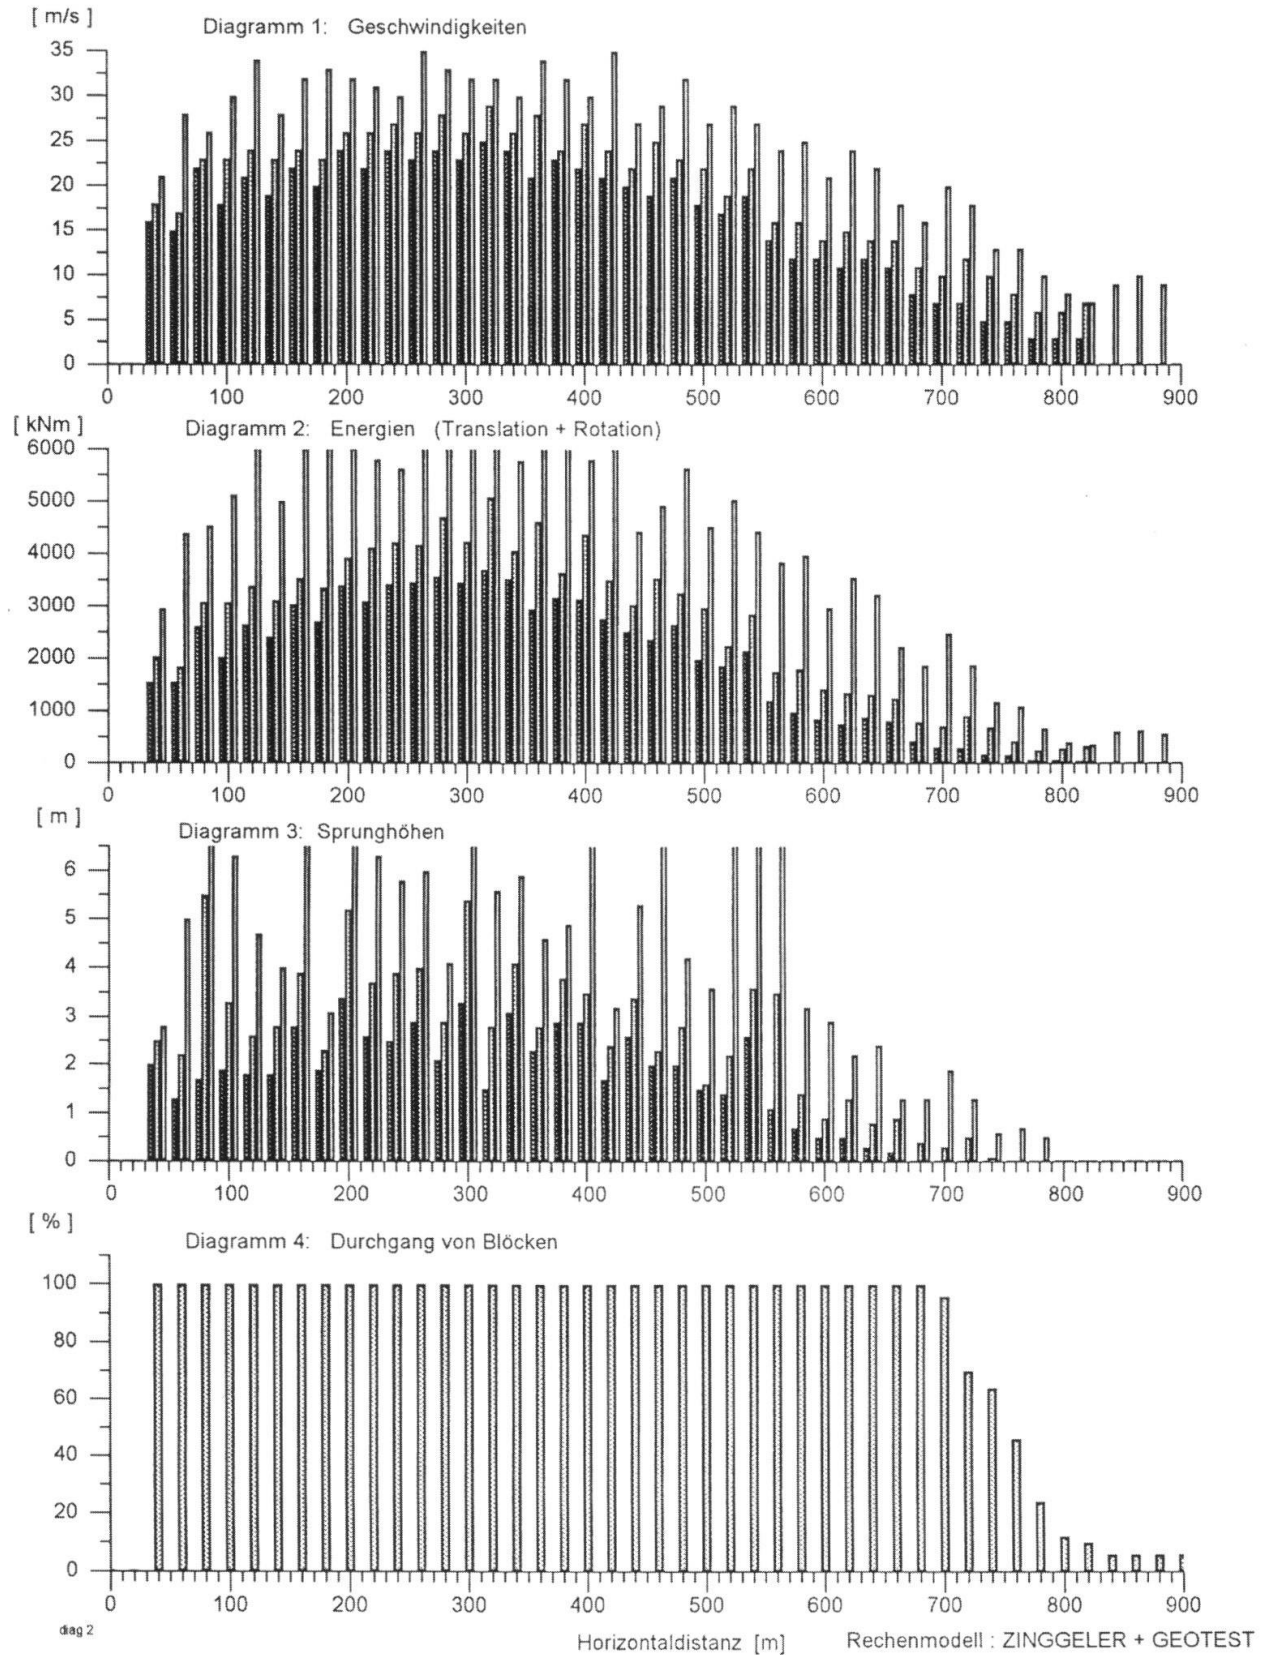 [ m/s ]
Diagramm 1: Geschwindigkeiten
35
30
25
20
15
10
5
0
0 100 200 300 400 500 600 700 800 900
[ kNm ]
Diagramm 2: Energien (Translation + Rotation)
6000
5000
4000
3000
2000
1000
0
0 100 200 300 400 500 600 700 800 900
[ m ]
Diagramm 3: Sprunghöhen
6
5
4
3
2
1
0
0 100 200 300 400 500 600 700 800 900
[ % ]
Diagramm 4: Durchgang von Blöcken
100
80
60
40
20
0
0 100 200 300 400 500 600 700 800 900
diag 2
Horizontaldistanz [m]
Rechenmodell : ZINGGELER + GEOTEST